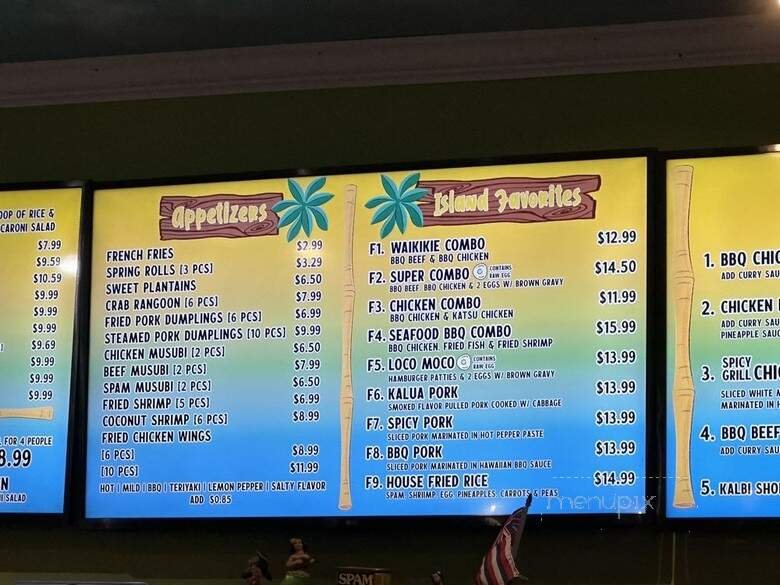 OOP OF RICE &
CARONI SALAD
$7.99
$9.59
$10.59
$9.99
$9.99
$9.99
$9.69
$9.99
$9.99
$9.99
FOR 4 PEOPLE
8.99
EN
I SALAD
Appetizers
FRENCH FRIES $2.99
SPRING ROLLS [3 PCS] $3.29
SWEET PLANTAINS $6.50
CRAB RANGOON [6 PCS] $7.99
FRIED PORK DUMPLINGS [6 PCS] $6.99
STEAMED PORK DUMPLINGS [10 PCS] $9.99
CHICKEN MUSUBI [2 PCS] $6.50
BEEF MUSUBI [2 PCS] $7.99
SPAM MUSUBI [2 PCS] $6.50
FRIED SHRIMP [5 PCS] $6.99
COCONUT SHRIMP [6 PCS] $8.99
FRIED CHICKEN WINGS
[6 PCS] $8.99
[10 PCS] $11.99
HOT | MILD | BBQ | TERIYAKI | LEMON PEPPER | SALTY FLAVOR
ADD $0.85
Island Favorites
F1. WAIKIKIE COMBO $12.99
BBQ BEEF & BBQ CHICKEN
F2. SUPER COMBO CONTAINS RAW EGG $14.50
BBQ BEEF BBQ CHICKEN & 2 EGGS W/ BROWN GRAVY
F3. CHICKEN COMBO $11.99
BBQ CHICKEN & KATSU CHICKEN
F4. SEAFOOD BBQ COMBO $15.99
BBQ CHICKEN, FRIED FISH & FRIED SHRIMP
F5. LOCO MOCO CONTAINS RAW EGG $13.99
HAMBURGER PATTIES & 2 EGGS W/ BROWN GRAVY
F6. KALUA PORK $13.99
SMOKED FLAVOR PULLED PORK COOKED W/ CABBAGE
F7. SPICY PORK $13.99
SLICED PORK MARINATED IN HOT PEPPER PASTE
F8. BBQ PORK $13.99
SLICED PORK MARINATED IN HAWAIIAN BBQ SAUCE
F9. HOUSE FRIED RICE $14.99
SPAM, SHRIMP, EGG, PINEAPPLES, CARROTS & PEAS
1. BBQ CHIC
ADD CURRY SAU
2. CHICKEN
ADD CURRY SAU
PINEAPPLE SAUC
3. SPICY
GRILL CHIC
SLICED WHITE M
MARINATED IN H
4. BBQ BEEF
ADD CURRY SAU
5. KALBI SHO
menupix
SPAM